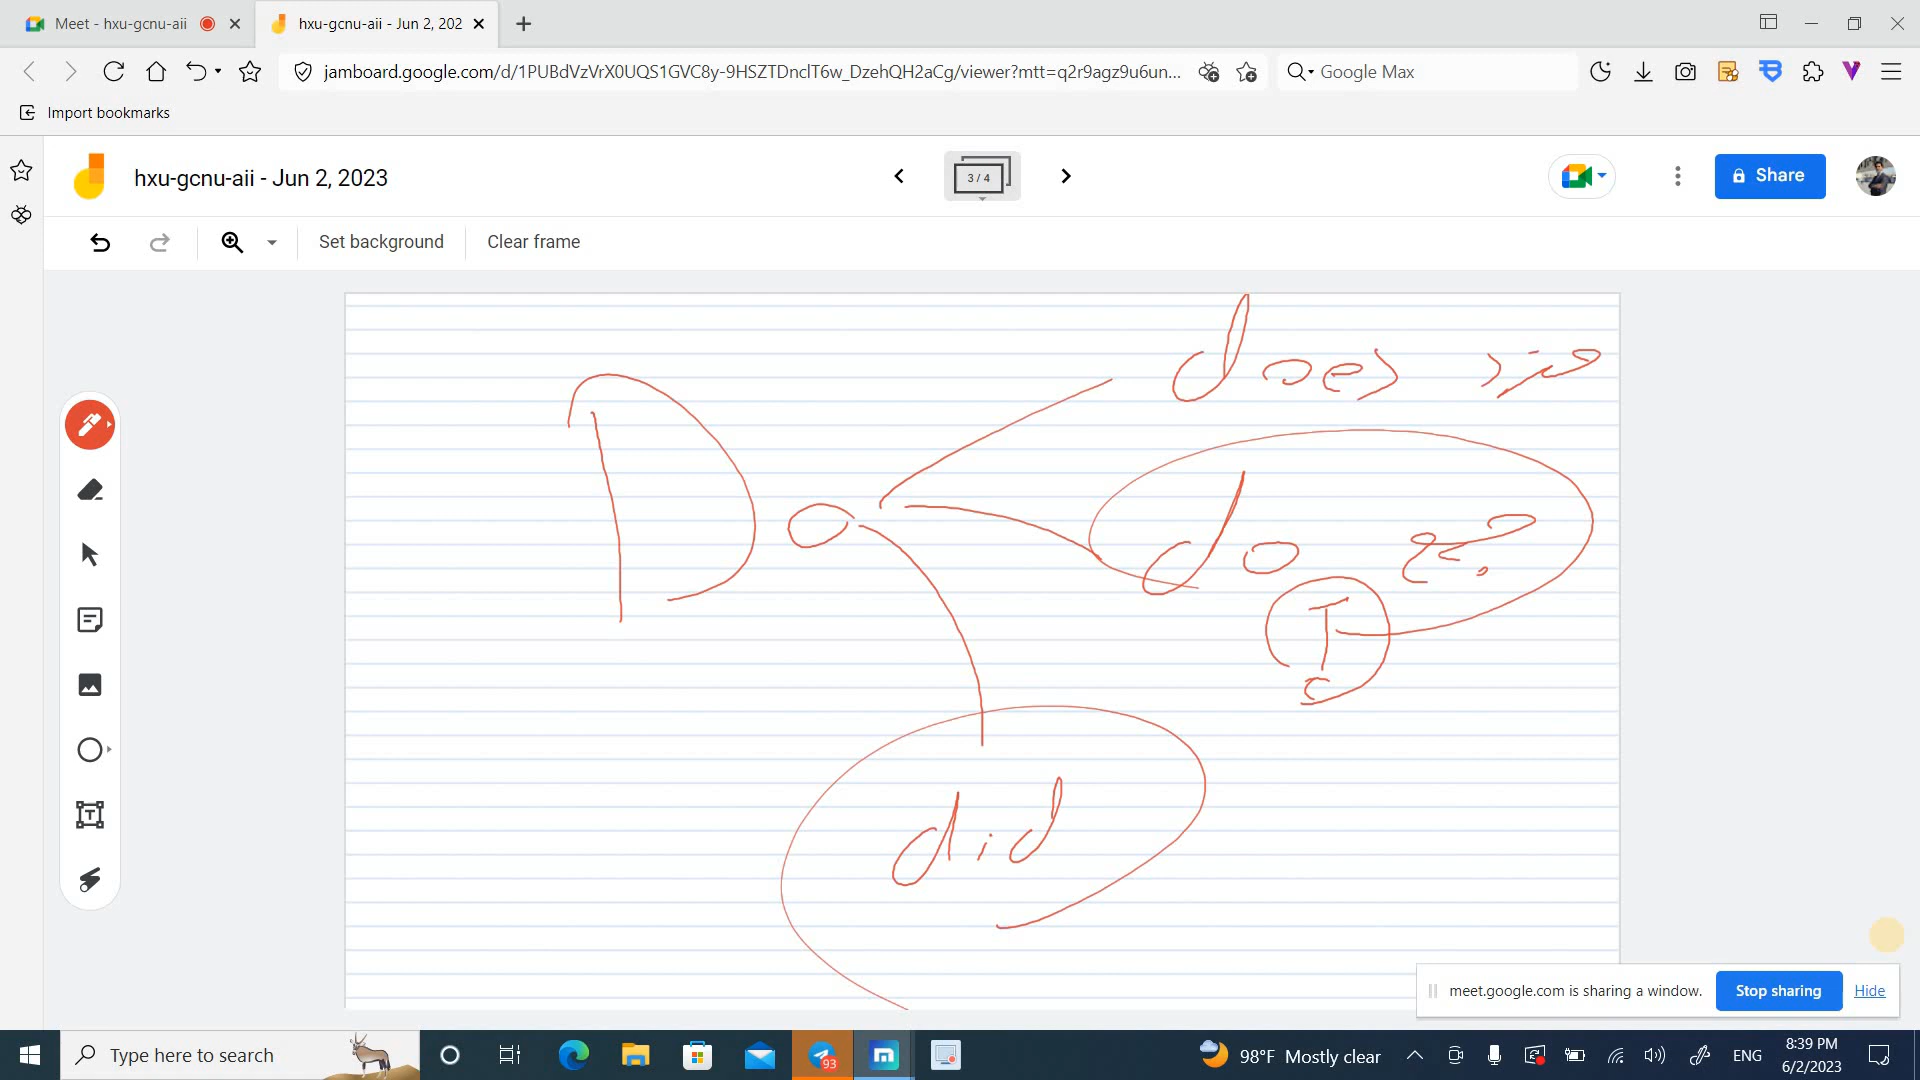 Meet - hxu-gcnu-aii
hxu-gcnu-aii - Jun 2, 202
jamboard.google.com/d/1PUBdVzVrX0UQS1GVC8y-9HSZTDnclT6w_DzehQH2aCg/viewer?mtt=q2r9agz9u6un...
Google Max
Import bookmarks
hxu-gcnu-aii - Jun 2, 2023
3 / 4
Share
Set background
Clear frame
does
Do
do
I
did
meet.google.com is sharing a window.
Stop sharing
Hide
Type here to search
93
98°F Mostly clear
ENG
8:39 PM
6/2/2023